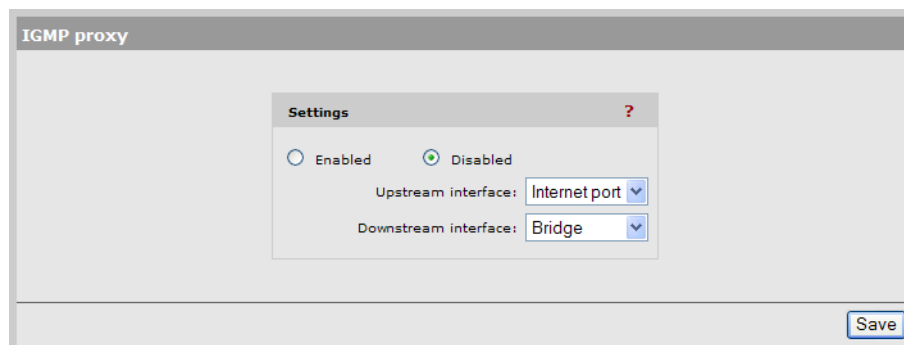 IGMP proxy
Settings ?
Enabled Disabled
Upstream interface: Internet port
Downstream interface: Bridge
Save